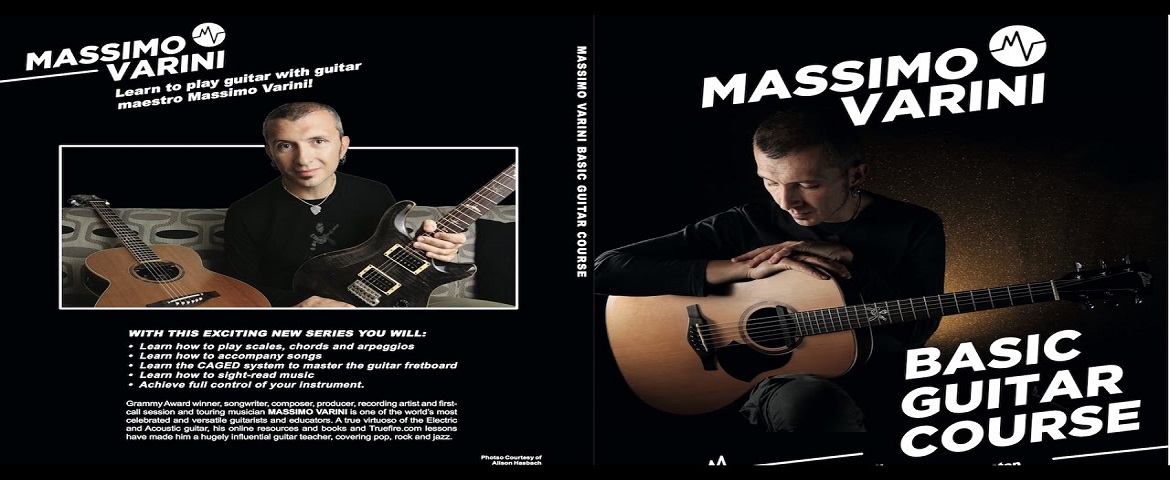 MASSIMO
VARINI
Learn to play guitar with guitar
maestro Massimo Varini!
WITH THIS EXCITING NEW SERIES YOU WILL:
• Learn how to play scales, chords and arpeggios
• Learn how to accompany songs
• Learn the CAGED system to master the guitar fretboard
• Learn how to sight-read music
• Achieve full control of your instrument.
Grammy Award winner, songwriter, composer, producer, recording artist and first-
call session and touring musician MASSIMO VARINI is one of the world's most
celebrated and versatile guitarists and educators. A true virtuoso of the Electric
and Acoustic guitar, his online resources and books and Truefire.com lessons
have made him a hugely influential guitar teacher, covering pop, rock and jazz.
Photso Courtesy of
Alison Hasbach
MASSIMO VARINI BASIC GUITAR COURSE
MASSIMO
VARINI
BASIC
GUITAR
COURSE